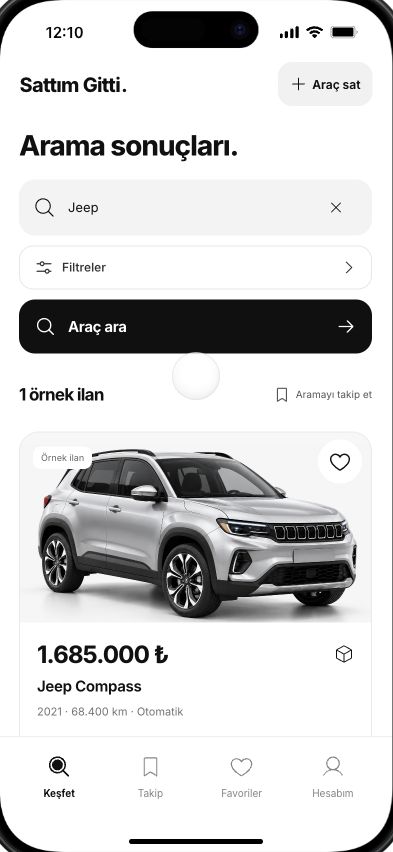 12:10
Sattım Gitti.
Araç sat
Arama sonuçları.
Jeep
Filtreler
Araç ara
1 örnek ilan
Aramayı takip et
Örnek ilan
1.685.000 ₺
Jeep Compass
2021 · 68.400 km · Otomatik
Keşfet
Takip
Favoriler
Hesabım